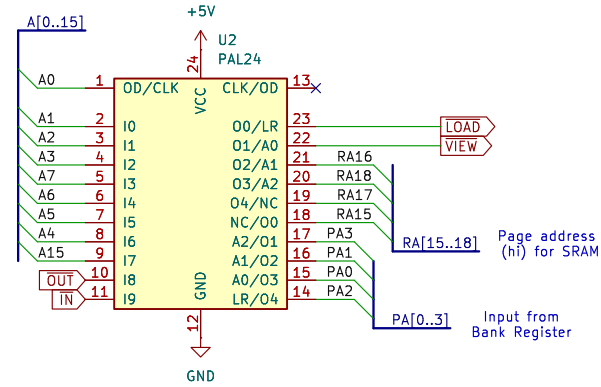 +5V
A[0..15]
U2
PAL24
24
A0 1 OD/CLK VCC CLK/OD 13
A1 2 I0 O0/LR 23 LOAD
A2 3 I1 O1/A0 22 VIEW
A3 4 I2 O2/A1 21 RA16
A7 5 I3 O3/A2 20 RA18
A6 6 I4 O4/NC 19 RA17
A5 7 I5 NC/O0 18 RA15
A4 8 I6 A2/O1 17 PA3
A15 9 I7 A1/O2 16 PA1
OUT 10 I8 A0/O3 15 PA0
IN 11 I9 LR/O4 14 PA2
GND
12
GND
RA[15..18]
Page address
(hi) for SRAM
PA[0..3]
Input from
Bank Register